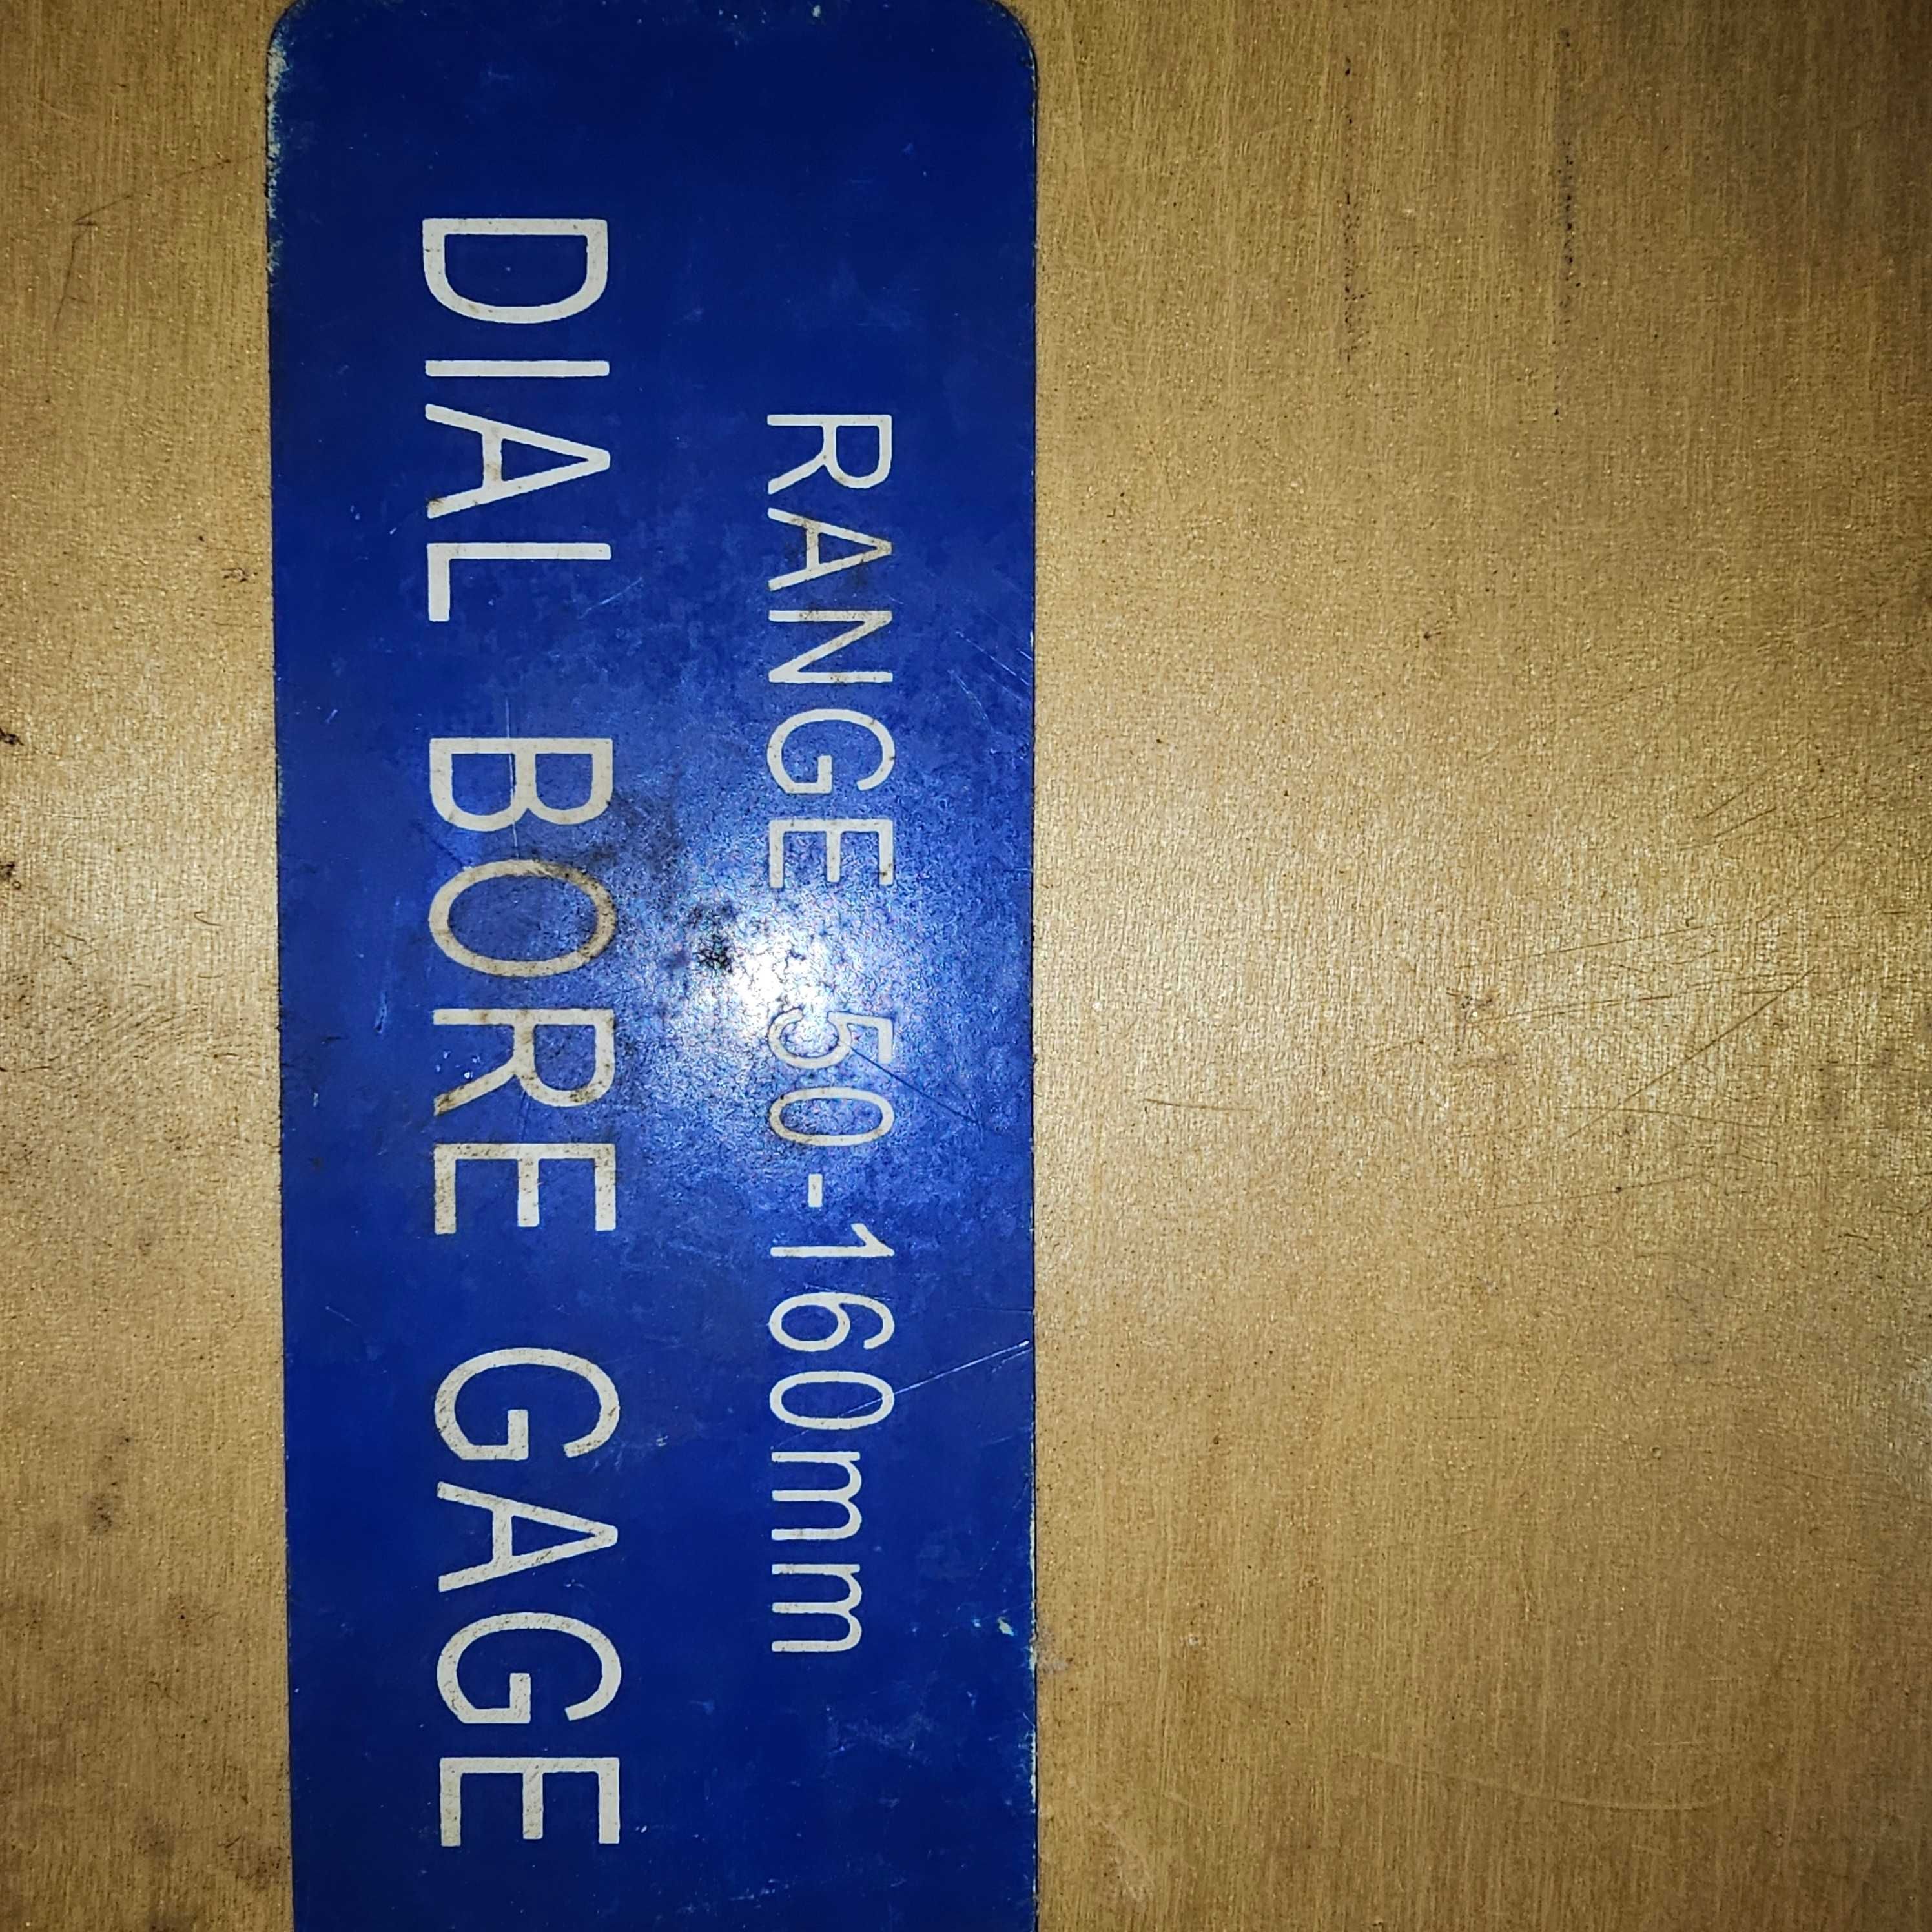 RANGE 50-160mm
DIAL BORE GAGE